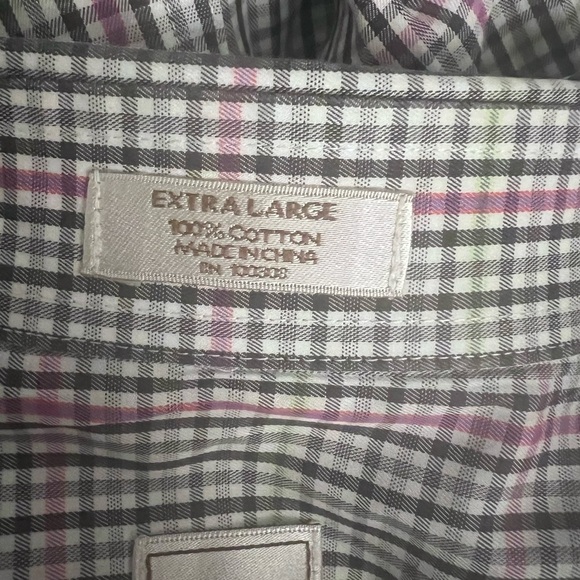 EXTRA LARGE
100% COTTON
MADE IN CHINA
RN 100308